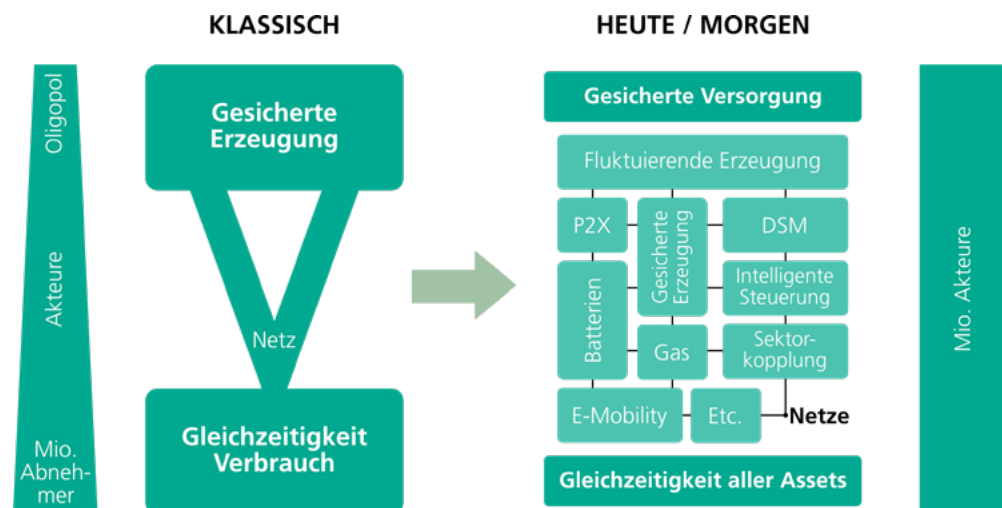 KLASSISCH
HEUTE / MORGEN
Oligopol
Akteure
Mio.
Abneh-
mer
Gesicherte
Erzeugung
Netz
Gleichzeitigkeit
Verbrauch
Gesicherte Versorgung
Fluktuierende Erzeugung
P2X
Gesicherte
Erzeugung
DSM
Batterien
Intelligente
Steuerung
Gas
Sektor-
kopplung
E-Mobility
Etc.
Netze
Gleichzeitigkeit aller Assets
Mio. Akteure